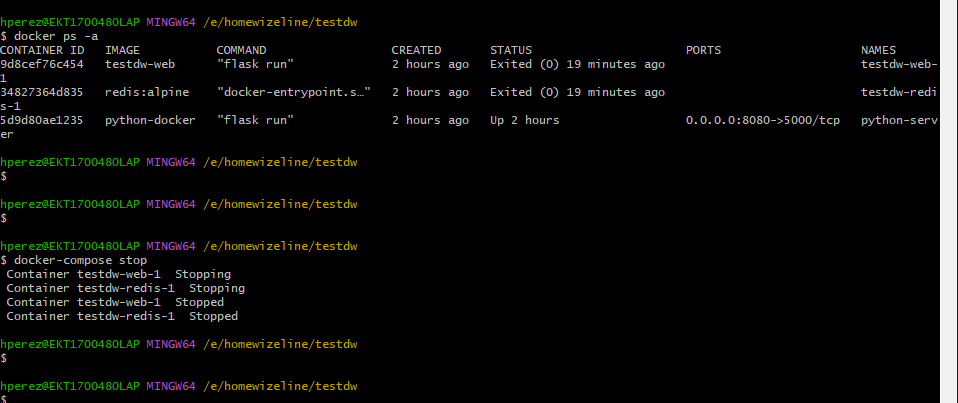 hperez@EKT1700480LAP MINGW64 /e/homewizeline/testdw
$ docker ps -a
CONTAINER ID   IMAGE           COMMAND                  CREATED       STATUS                      PORTS                    NAMES
9d8cef76c454   testdw-web      "flask run"              2 hours ago   Exited (0) 19 minutes ago                            testdw-web-
1
34827364d835   redis:alpine    "docker-entrypoint.s…"   2 hours ago   Exited (0) 19 minutes ago                            testdw-redi
s-1
5d9d80ae1235   python-docker   "flask run"              2 hours ago   Up 2 hours                  0.0.0.0:8080->5000/tcp   python-serv
er
hperez@EKT1700480LAP MINGW64 /e/homewizeline/testdw
$
hperez@EKT1700480LAP MINGW64 /e/homewizeline/testdw
$
hperez@EKT1700480LAP MINGW64 /e/homewizeline/testdw
$ docker-compose stop
Container testdw-web-1  Stopping
Container testdw-redis-1  Stopping
Container testdw-web-1  Stopped
Container testdw-redis-1  Stopped
hperez@EKT1700480LAP MINGW64 /e/homewizeline/testdw
$
hperez@EKT1700480LAP MINGW64 /e/homewizeline/testdw
$